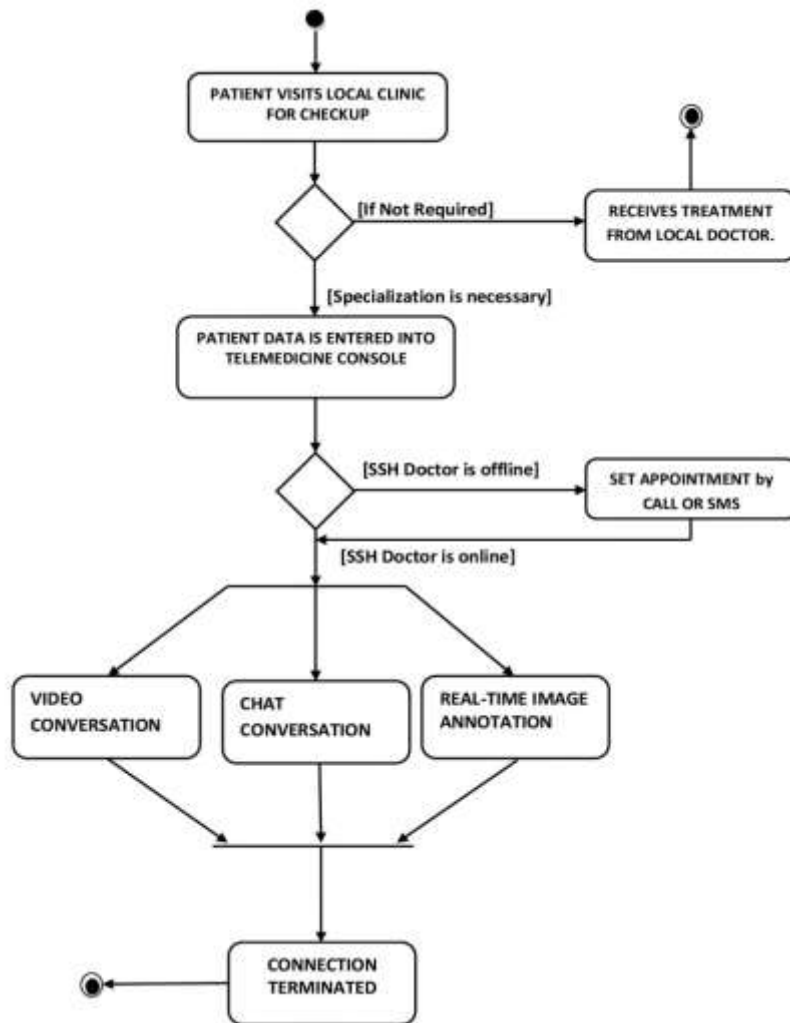 PATIENT VISITS LOCAL CLINIC
FOR CHECKUP
[If Not Required]
RECEIVES TREATMENT
FROM LOCAL DOCTOR.
[Specialization is necessary]
PATIENT DATA IS ENTERED INTO
TELEMEDICINE CONSOLE
[SSH Doctor is offline]
SET APPOINTMENT by
CALL OR SMS
[SSH Doctor is online]
VIDEO
CONVERSATION
CHAT
CONVERSATION
REAL-TIME IMAGE
ANNOTATION
CONNECTION
TERMINATED